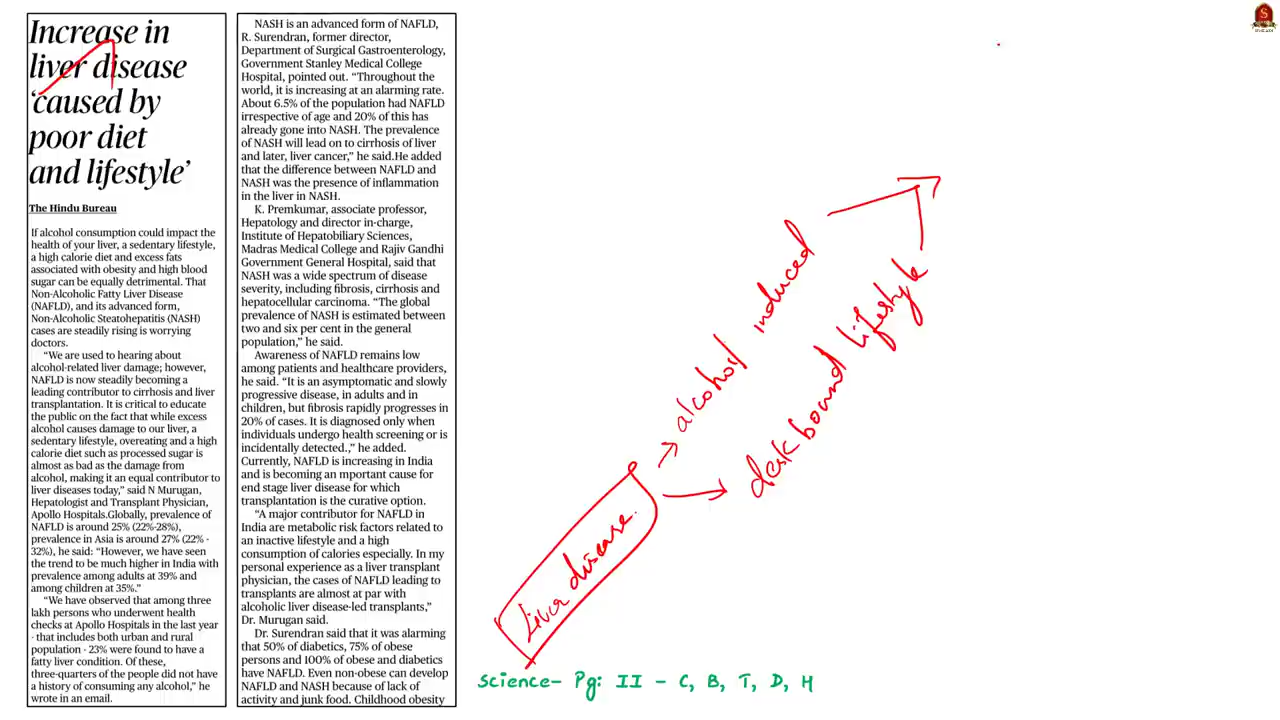 Increase in
liver disease
‘caused by
poor diet
and lifestyle’
The Hindu Bureau
If alcohol consumption could impact the
health of your liver, a sedentary lifestyle,
a high calorie diet and excess fats
associated with obesity and high blood
sugar can be equally detrimental. That
Non-Alcoholic Fatty Liver Disease
(NAFLD), and its advanced form,
Non-Alcoholic Steatohepatitis (NASH)
cases are steadily rising is worrying
doctors.
“We are used to hearing about
alcohol-related liver damage; however,
NAFLD is now steadily becoming a
leading contributor to cirrhosis and liver
transplantation. It is critical to educate
the public on the fact that while excess
alcohol causes damage to our liver, a
sedentary lifestyle, overeating and a high
calorie diet such as processed sugar is
almost as bad as the damage from
alcohol, making it an equal contributor to
liver diseases today,” said N Murugan,
Hepatologist and Transplant Physician,
Apollo Hospitals.Globally, prevalence of
NAFLD is around 25% (22%-28%),
prevalence in Asia is around 27% (22% -
32%), he said: “However, we have seen
the trend to be much higher in India with
prevalence among adults at 39% and
among children at 35%.”
“We have observed that among three
lakh persons who underwent health
checks at Apollo Hospitals in the last year
- that includes both urban and rural
population - 23% were found to have a
fatty liver condition. Of these,
three-quarters of the people did not have
a history of consuming any alcohol,” he
wrote in an email.
NASH is an advanced form of NAFLD,
R. Surendran, former director,
Department of Surgical Gastroenterology,
Government Stanley Medical College
Hospital, pointed out. “Throughout the
world, it is increasing at an alarming rate.
About 6.5% of the population had NAFLD
irrespective of age and 20% of this has
already gone into NASH. The prevalence
of NASH will lead on to cirrhosis of liver
and later, liver cancer,” he said.He added
that the difference between NAFLD and
NASH was the presence of inflammation
in the liver in NASH.
K. Premkumar, associate professor,
Hepatology and director in-charge,
Institute of Hepatobiliary Sciences,
Madras Medical College and Rajiv Gandhi
Government General Hospital, said that
NASH was a wide spectrum of disease
severity, including fibrosis, cirrhosis and
hepatocellular carcinoma. “The global
prevalence of NASH is estimated between
two and six per cent in the general
population,” he said.
Awareness of NAFLD remains low
among patients and healthcare providers,
he said. “It is an asymptomatic and slowly
progressive disease, in adults and in
children, but fibrosis rapidly progresses in
20% of cases. It is diagnosed only when
individuals undergo health screening or is
incidentally detected.,” he added.
Currently, NAFLD is increasing in India
and is becoming an mportant cause for
end stage liver disease for which
transplantation is the curative option.
“A major contributor for NAFLD in
India are metabolic risk factors related to
an inactive lifestyle and a high
consumption of calories especially. In my
personal experience as a liver transplant
physician, the cases of NAFLD leading to
transplants are almost at par with
alcoholic liver disease-led transplants,”
Dr. Murugan said.
Dr. Surendran said that it was alarming
that 50% of diabetics, 75% of obese
persons and 100% of obese and diabetics
have NAFLD. Even non-obese can develop
NAFLD and NASH because of lack of
activity and junk food. Childhood obesity
alcohol induced
desk bound lifestyle
Liver disease.
Science- Pg: II - C, B, T, D, H